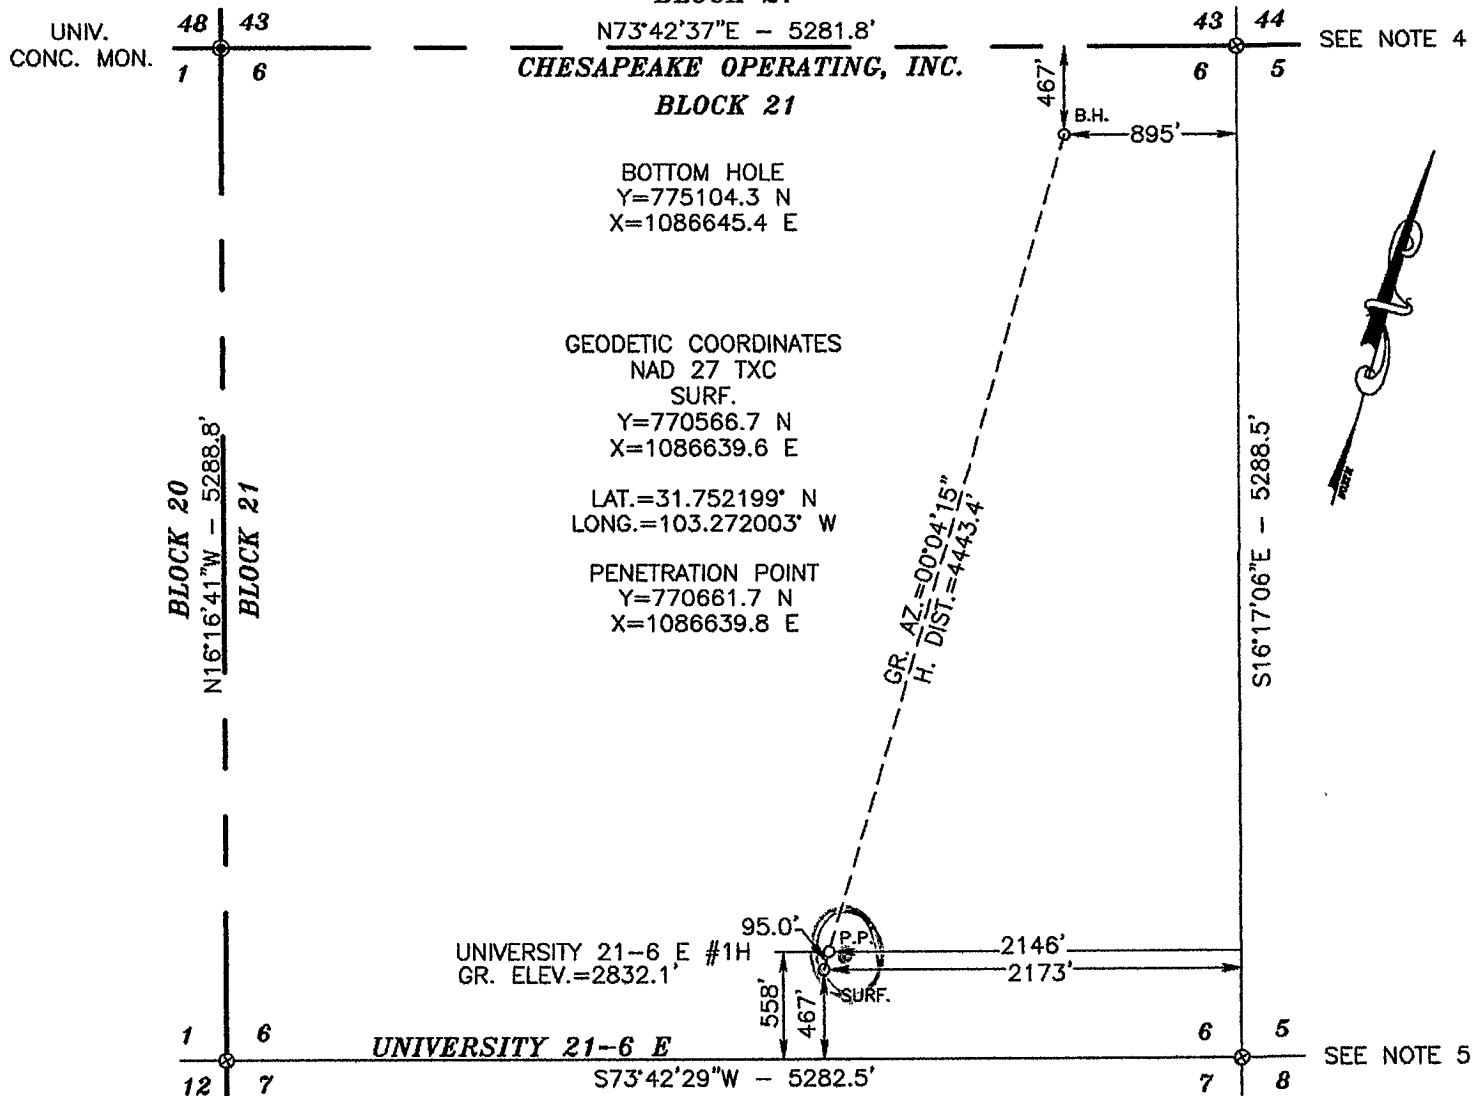 48 43
UNIV.
CONC. MON.
1 6
N73°42'37"E – 5281.8'
43 44
SEE NOTE 4
6 5
CHESAPEAKE OPERATING, INC.
BLOCK 21
467'
B.H.
895'
BOTTOM HOLE
Y=775104.3 N
X=1086645.4 E
GEODETIC COORDINATES
NAD 27 TXC
SURF.
Y=770566.7 N
X=1086639.6 E
LAT.=31.752199° N
LONG.=103.272003° W
PENETRATION POINT
Y=770661.7 N
X=1086639.8 E
BLOCK 20
N16°16'41"W – 5288.8'
BLOCK 21
GR. AZ.=00°04'15"
H. DIST.=4443.4'
S16°17'06"E – 5288.5'
95.0'
P.P.
2146'
UNIVERSITY 21–6 E #1H
GR. ELEV.=2832.1'
2173'
SURF.
558'
467'
1 6
UNIVERSITY 21–6 E
6 5
SEE NOTE 5
12 7
S73°42'29"W – 5282.5'
7 8